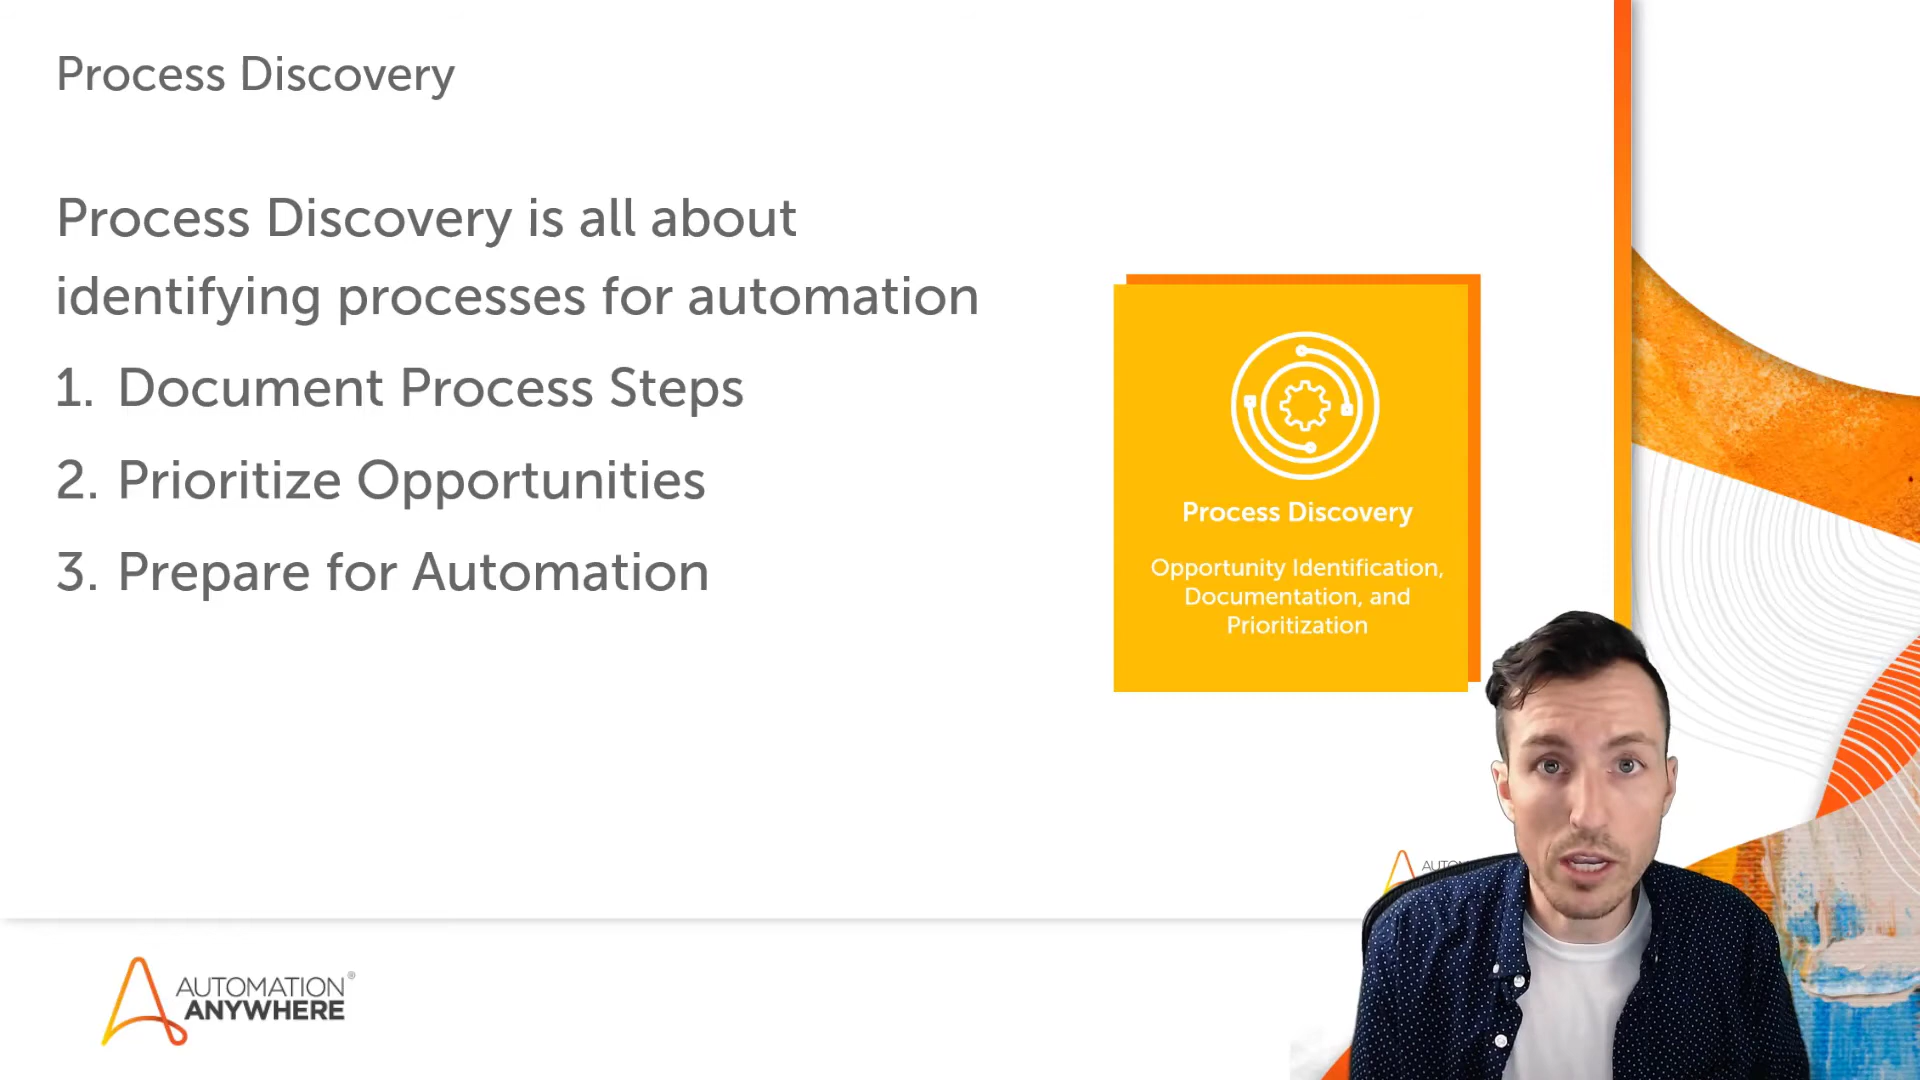 Process Discovery
Process Discovery is all about
identifying processes for automation
1. Document Process Steps
2. Prioritize Opportunities
3. Prepare for Automation
Process Discovery
Opportunity Identification,
Documentation, and
Prioritization
AUTOMATION®
ANYWHERE